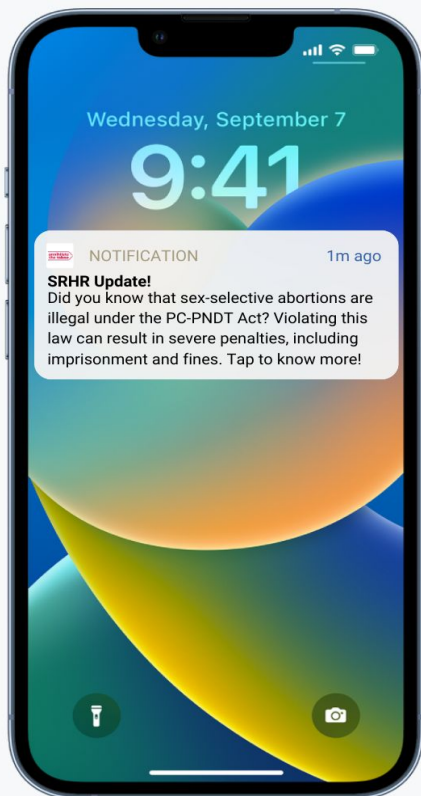 Wednesday, September 7
9:41
NOTIFICATION 1m ago
SRHR Update!
Did you know that sex-selective abortions are
illegal under the PC-PNDT Act? Violating this
law can result in severe penalties, including
imprisonment and fines. Tap to know more!